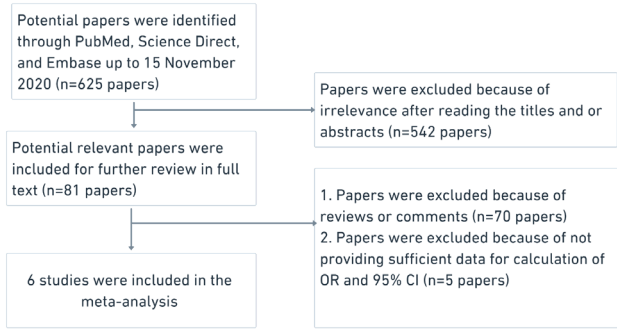 Potential papers were identified
through PubMed, Science Direct,
and Embase up to 15 November
2020 (n=625 papers)
Papers were excluded because of
irrelevance after reading the titles and or
abstracts (n=542 papers)
Potential relevant papers were
included for further review in full
text (n=81 papers)
1. Papers were excluded because of
reviews or comments (n=70 papers)
2. Papers were excluded because of not
providing sufficient data for calculation of
OR and 95% CI (n=5 papers)
6 studies were included in the
meta-analysis